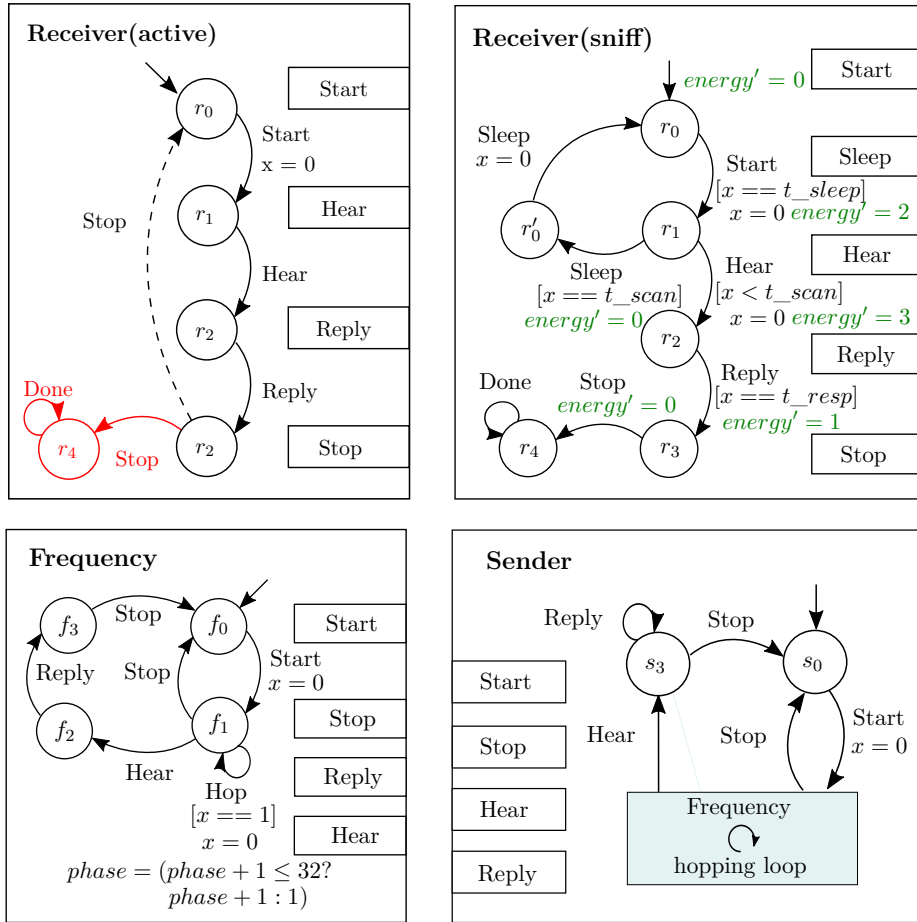 Receiver(active)
r0
Start
Start
x = 0
r1
Hear
Stop
Hear
r2
Reply
Reply
Done
r4
Stop
r2
Stop
Receiver(sniff)
energy' = 0
Start
r0
Sleep
x = 0
Start
Sleep
[x == t_sleep]
x = 0 energy' = 2
r0'
r1
Hear
Sleep
Hear
[x == t_scan]
[x < t_scan]
energy' = 0
x = 0 energy' = 3
r2
Reply
Done
Stop
Reply
energy' = 0
[x == t_resp]
energy' = 1
r4
r3
Stop
Frequency
f3
Stop
f0
Start
Reply
Stop
Start
x = 0
f2
f1
Stop
Hear
Hop
Reply
[x == 1]
x = 0
Hear
phase = (phase + 1 ≤ 32?
phase + 1 : 1)
Sender
Reply
Stop
s3
s0
Start
Start
x = 0
Stop
Hear
Stop
Hear
Frequency
hopping loop
Reply